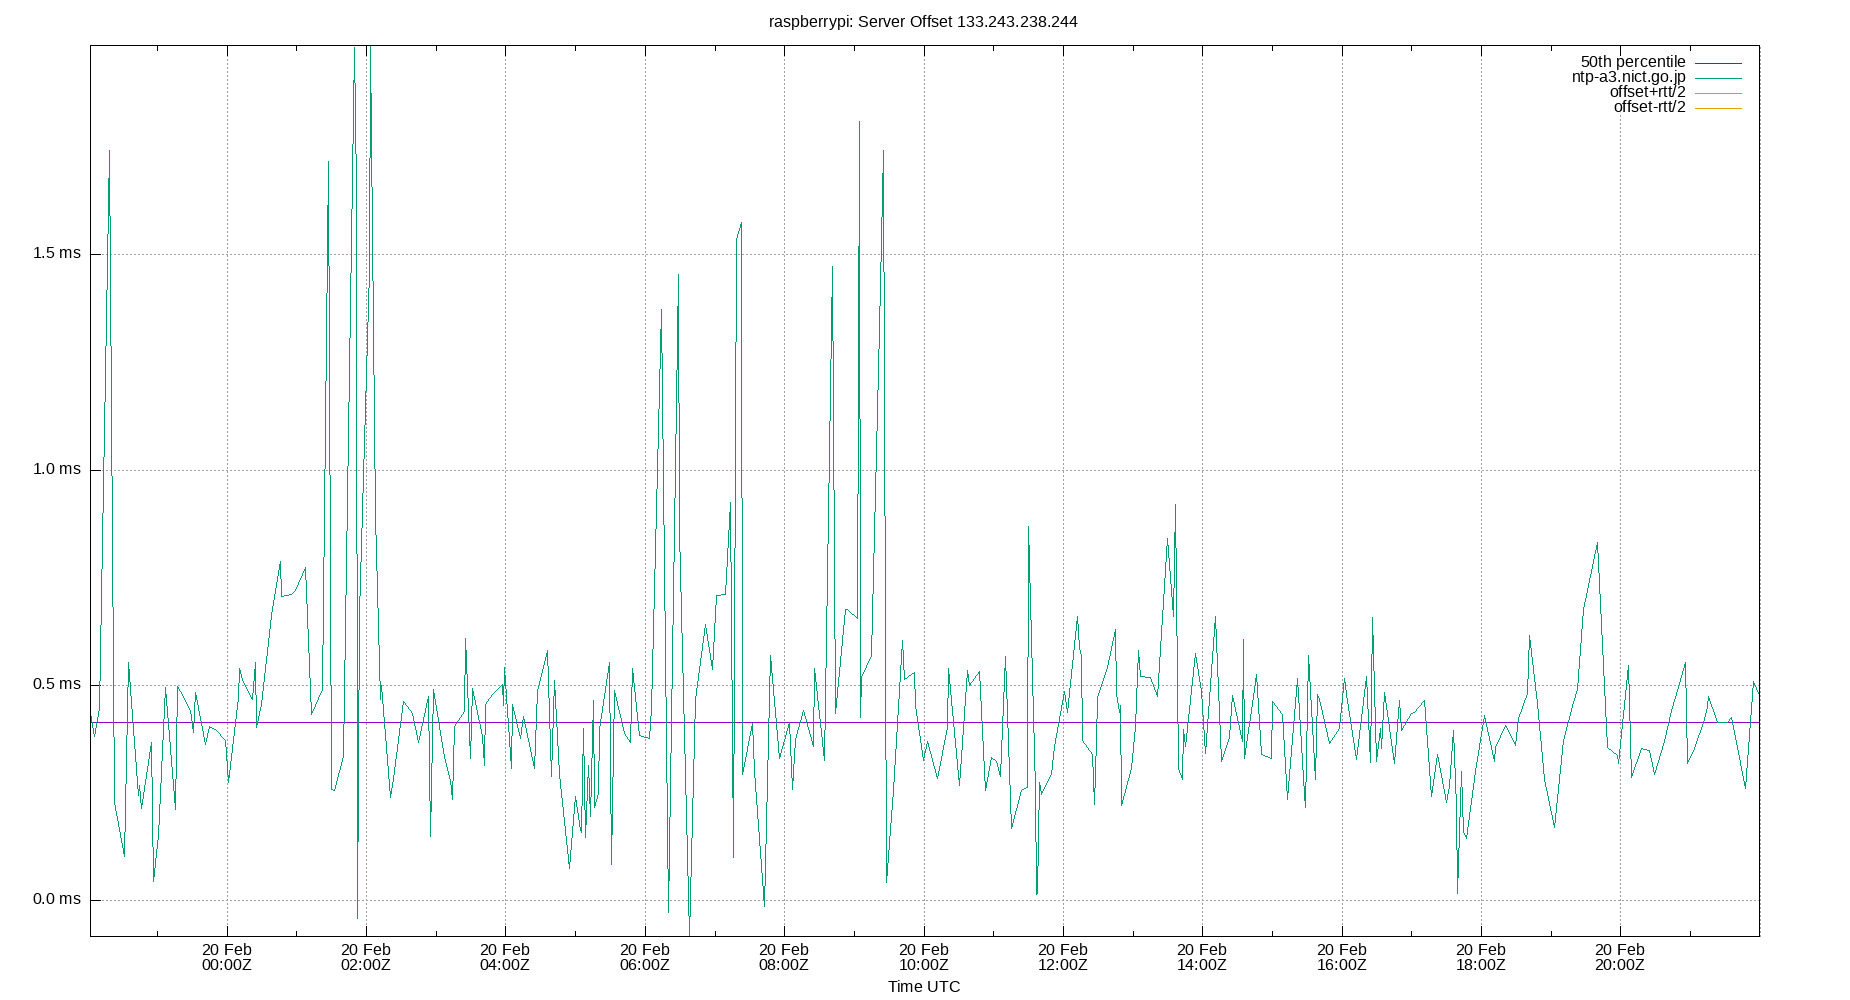 raspberrypi: Server Offset 133.243.238.244
50th percentile
ntp-a3.nict.go.jp
offset+rtt/2
offset-rtt/2
1.5 ms
1.0 ms
0.5 ms
0.0 ms
20 Feb 20 Feb 20 Feb 20 Feb 20 Feb 20 Feb 20 Feb 20 Feb 20 Feb 20 Feb 20 Feb
00:00Z 02:00Z 04:00Z 06:00Z 08:00Z 10:00Z 12:00Z 14:00Z 16:00Z 18:00Z 20:00Z
Time UTC